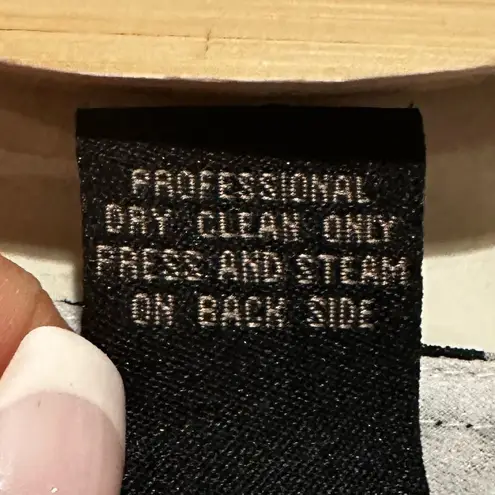 PROFESSIONAL
DRY CLEAN ONLY
PRESS AND STEAM
ON BACK SIDE